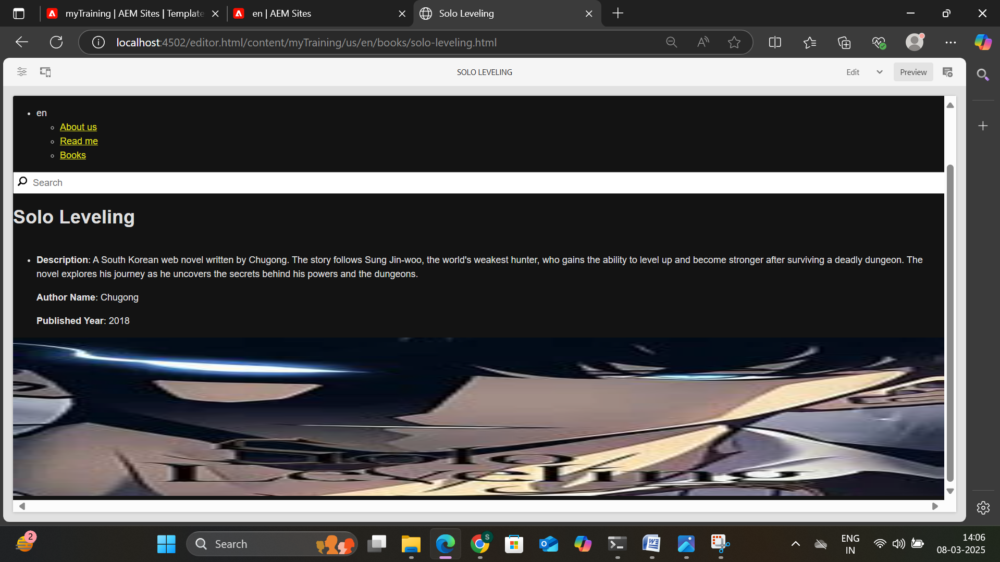 myTraining | AEM Sites | Template
en | AEM Sites
Solo Leveling
localhost:4502/editor.html/content/myTraining/us/en/books/solo-leveling.html
SOLO LEVELING
Edit
Preview
en
About us
Read me
Books
Search
Solo Leveling
Description: A South Korean web novel written by Chugong. The story follows Sung Jin-woo, the world's weakest hunter, who gains the ability to level up and become stronger after surviving a deadly dungeon. The
novel explores his journey as he uncovers the secrets behind his powers and the dungeons.
Author Name: Chugong
Published Year: 2018
Solo
Leveling
2
Search
S
ENG
IN
14:06
08-03-2025